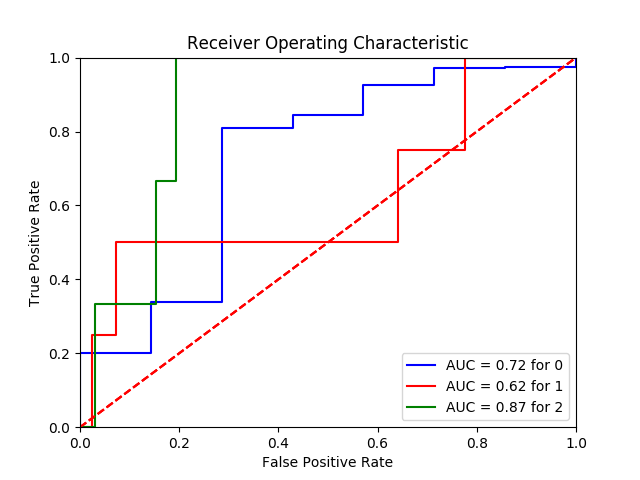 Receiver Operating Characteristic
1.0
0.8
0.6
0.4
0.2
0.0
True Positive Rate
AUC = 0.72 for 0
AUC = 0.62 for 1
AUC = 0.87 for 2
0.0 0.2 0.4 0.6 0.8 1.0
False Positive Rate